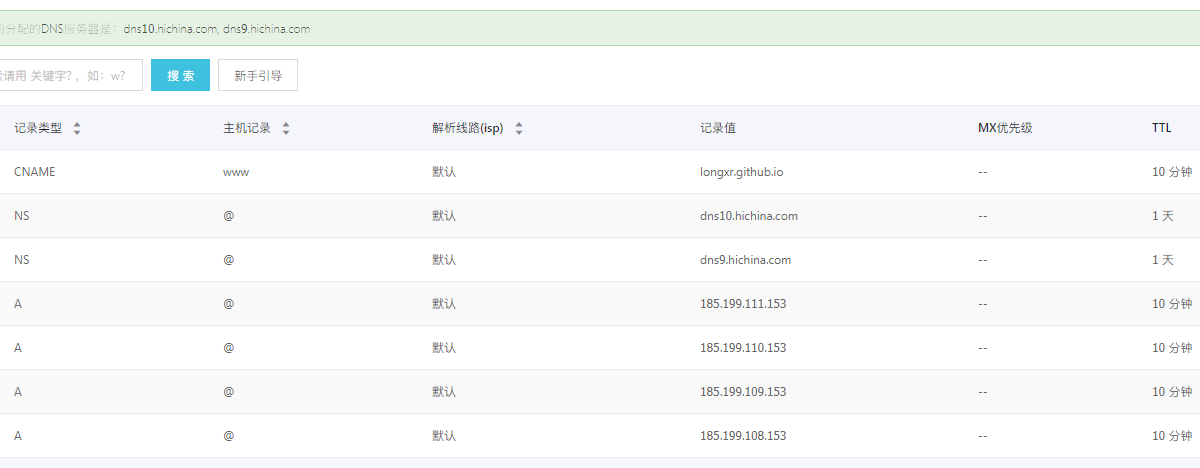 分配的DNS服务器是：dns10.hichina.com, dns9.hichina.com
请用 关键字?，如：w? 搜 索 新手引导
记录类型 主机记录 解析线路(isp) 记录值 MX优先级 TTL
CNAME www 默认 longxr.github.io -- 10 分钟
NS @ 默认 dns10.hichina.com -- 1 天
NS @ 默认 dns9.hichina.com -- 1 天
A @ 默认 185.199.111.153 -- 10 分钟
A @ 默认 185.199.110.153 -- 10 分钟
A @ 默认 185.199.109.153 -- 10 分钟
A @ 默认 185.199.108.153 -- 10 分钟